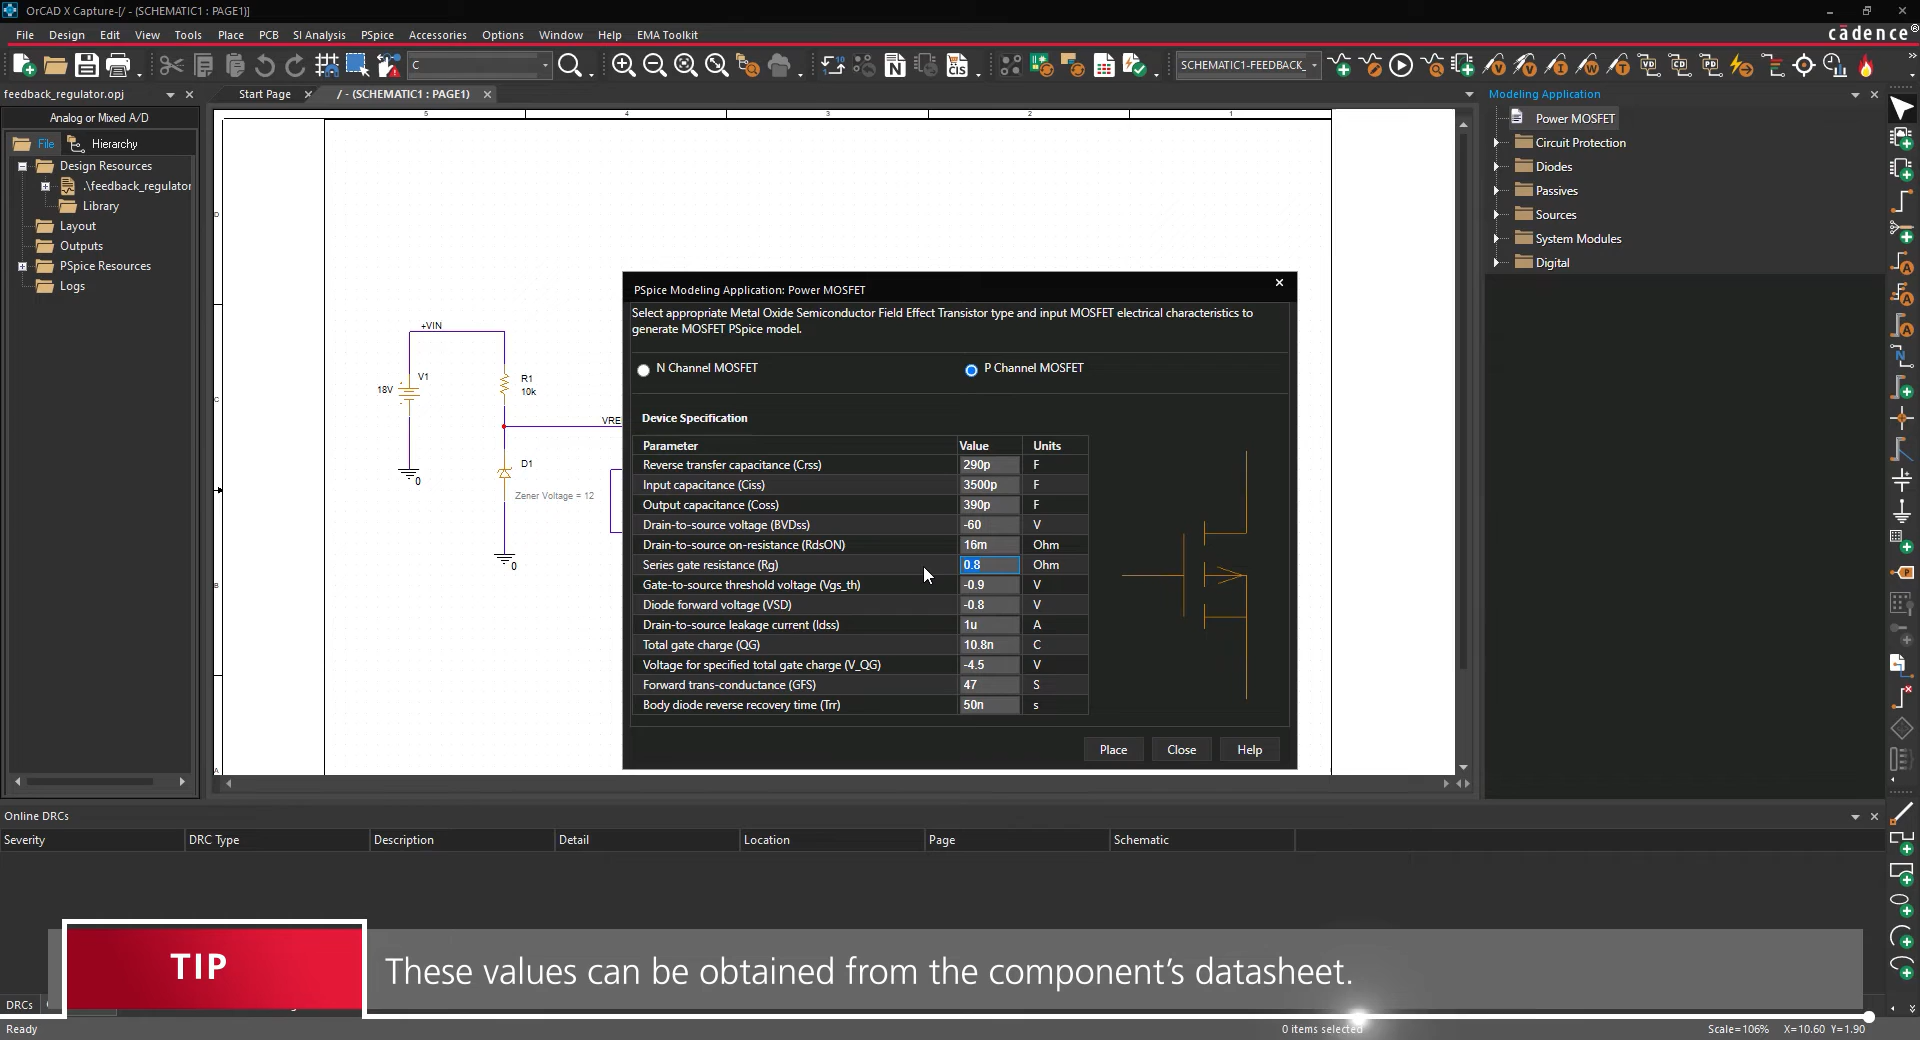 OrCAD X Capture-[/ - (SCHEMATIC1 : PAGE1)]
File Design Edit View Tools Place PCB SI Analysis PSpice Accessories Options Window Help EMA Toolkit
cādence®
C
SCHEMATIC1-FEEDBACK_
feedback_regulator.opj
Start Page
/ - (SCHEMATIC1 : PAGE1)
Modeling Application
Analog or Mixed A/D
File
Hierarchy
Design Resources
.\feedback_regulator
Library
Layout
Outputs
PSpice Resources
Logs
5 4 3 2 1
D
C
B
A
+VIN
V1
18V
R1
10k
VRE
D1
Zener Voltage = 12
0
0
Power MOSFET
Circuit Protection
Diodes
Passives
Sources
System Modules
Digital
PSpice Modeling Application: Power MOSFET
Select appropriate Metal Oxide Semiconductor Field Effect Transistor type and input MOSFET electrical characteristics to
generate MOSFET PSpice model.
N Channel MOSFET
P Channel MOSFET
Device Specification
Parameter Value Units
Reverse transfer capacitance (Crss) 290p F
Input capacitance (Ciss) 3500p F
Output capacitance (Coss) 390p F
Drain-to-source voltage (BVDss) -60 V
Drain-to-source on-resistance (RdsON) 16m Ohm
Series gate resistance (Rg) 0.8 Ohm
Gate-to-source threshold voltage (Vgs_th) -0.9 V
Diode forward voltage (VSD) -0.8 V
Drain-to-source leakage current (Idss) 1u A
Total gate charge (QG) 10.8n C
Voltage for specified total gate charge (V_QG) -4.5 V
Forward trans-conductance (GFS) 47 S
Body diode reverse recovery time (Trr) 50n s
Place Close Help
Online DRCs
Severity DRC Type Description Detail Location Page Schematic
TIP
These values can be obtained from the component's datasheet.
DRCs
Ready
0 items selected
Scale=106% X=10.60 Y=1.90